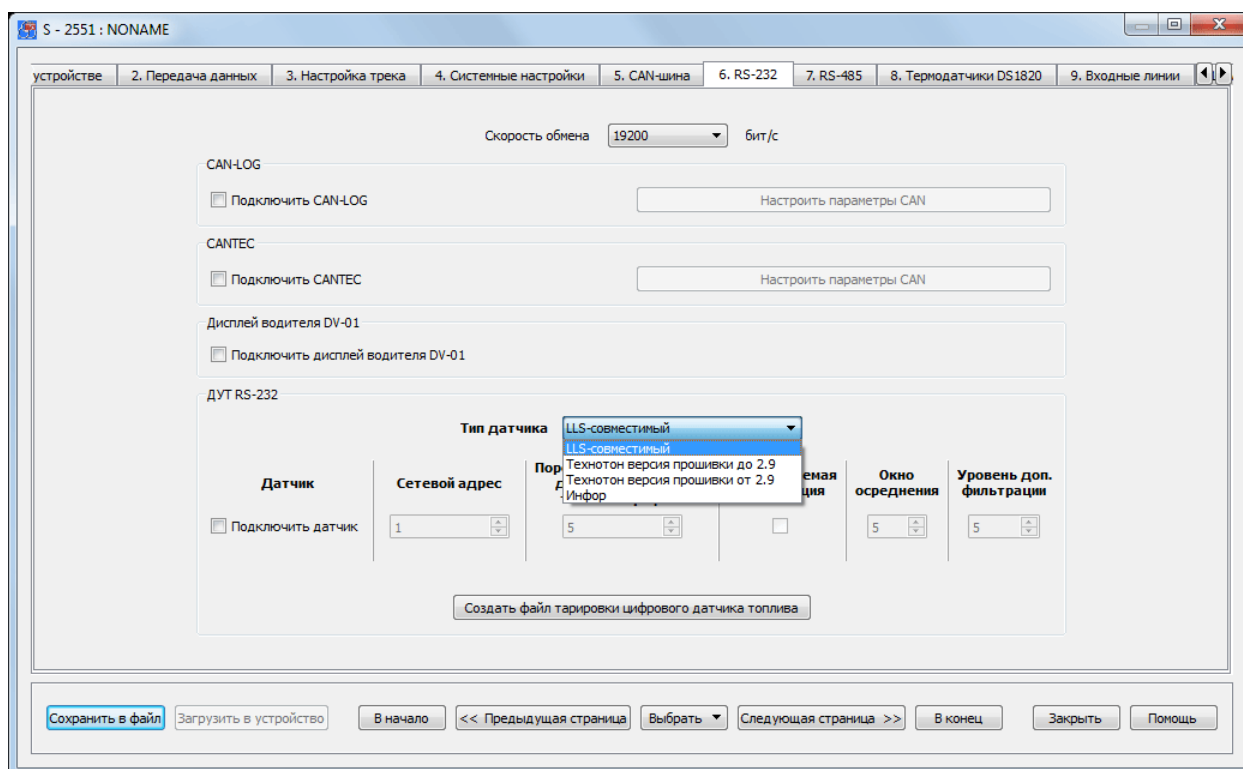 S - 2551 : NONAME
устройстве 2. Передача данных 3. Настройка трека 4. Системные настройки 5. CAN-шина 6. RS-232 7. RS-485 8. Термодатчики DS1820 9. Входные линии
Скорость обмена 19200 бит/с
CAN-LOG
Подключить CAN-LOG Настроить параметры CAN
CANTEC
Подключить CANTEC Настроить параметры CAN
Дисплей водителя DV-01
Подключить дисплей водителя DV-01
ДУТ RS-232
Тип датчика LLS-совместимый
LLS-совместимый
Технотон версия прошивки до 2.9
Технотон версия прошивки от 2.9
Инфор
Датчик Сетевой адрес Окно осреднения Уровень доп. фильтрации
Подключить датчик 1 5 5 5
Создать файл тарировки цифрового датчика топлива
Сохранить в файл Загрузить в устройство В начало << Предыдущая страница Выбрать Следующая страница >> В конец Закрыть Помощь